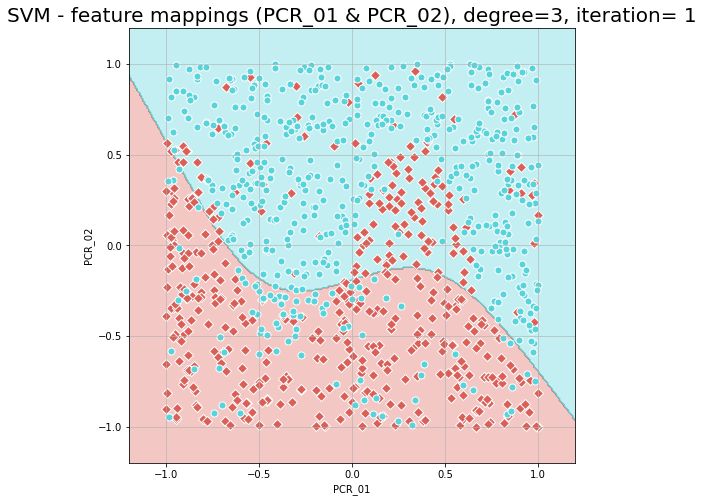 SVM - feature mappings (PCR_01 & PCR_02), degree=3, iteration= 1
1.0
0.5
0.0
−0.5
−1.0
PCR_02
−1.0 −0.5 0.0 0.5 1.0
PCR_01